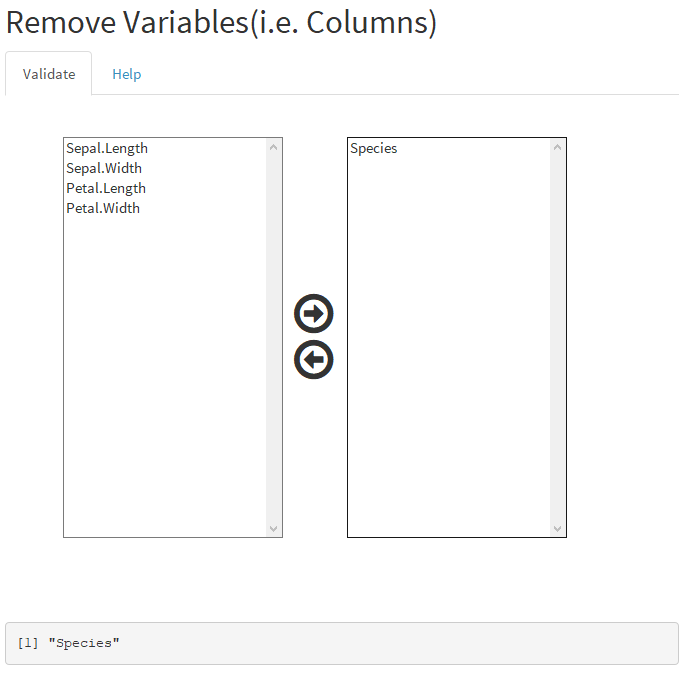 Remove Variables(i.e. Columns)
Validate
Help
Sepal.Length
Sepal.Width
Petal.Length
Petal.Width
Species
[1] "Species"